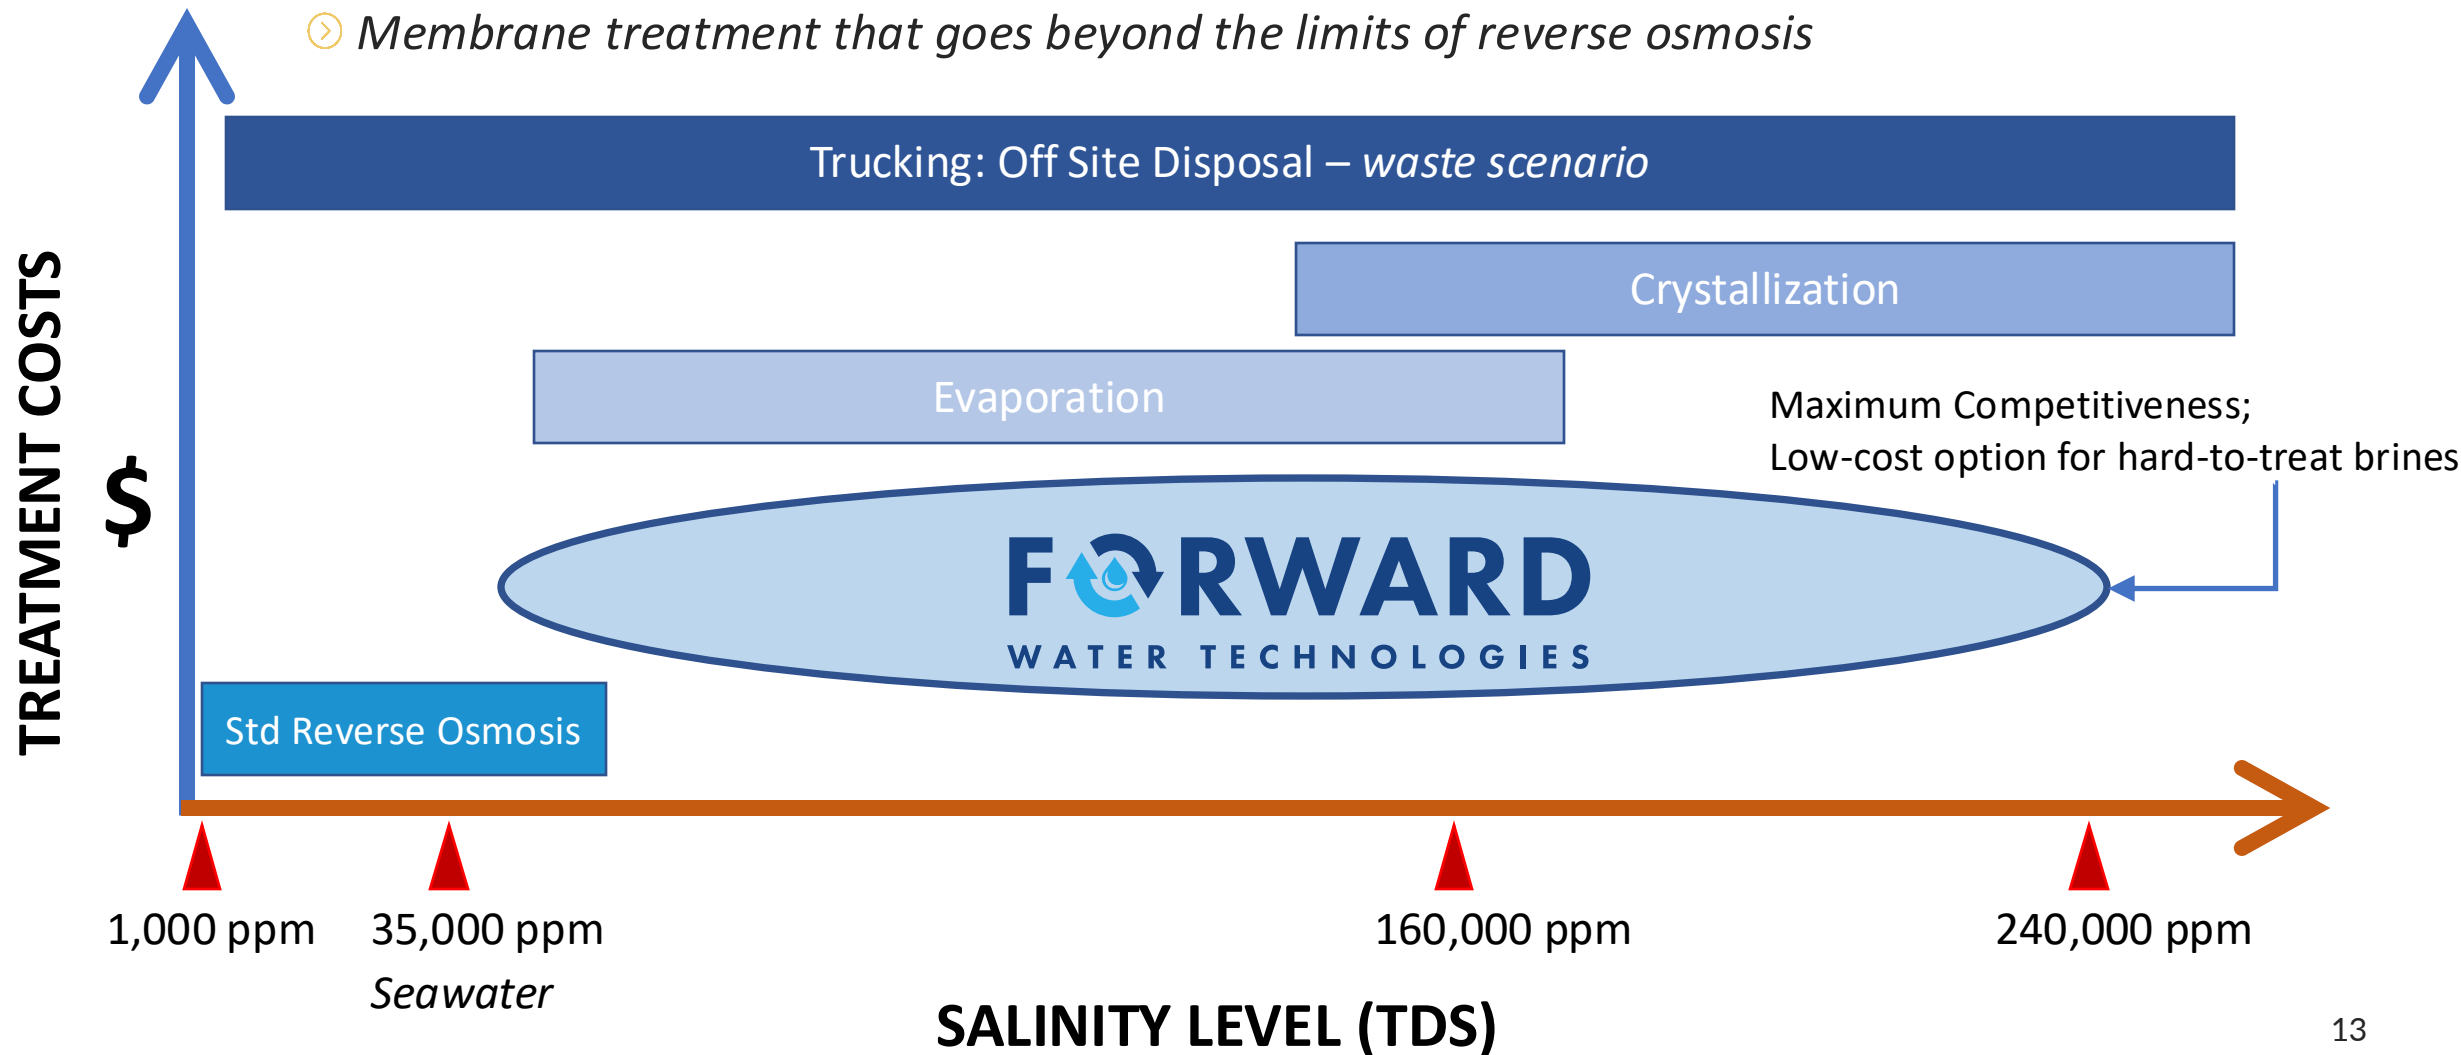 Membrane treatment that goes beyond the limits of reverse osmosis
Trucking: Off Site Disposal – waste scenario
Crystallization
Evaporation
Maximum Competitiveness;
Low-cost option for hard-to-treat brines
TREATMENT COSTS
$
FORWARD
WATER TECHNOLOGIES
Std Reverse Osmosis
1,000 ppm
35,000 ppm
Seawater
160,000 ppm
240,000 ppm
SALINITY LEVEL (TDS)
13